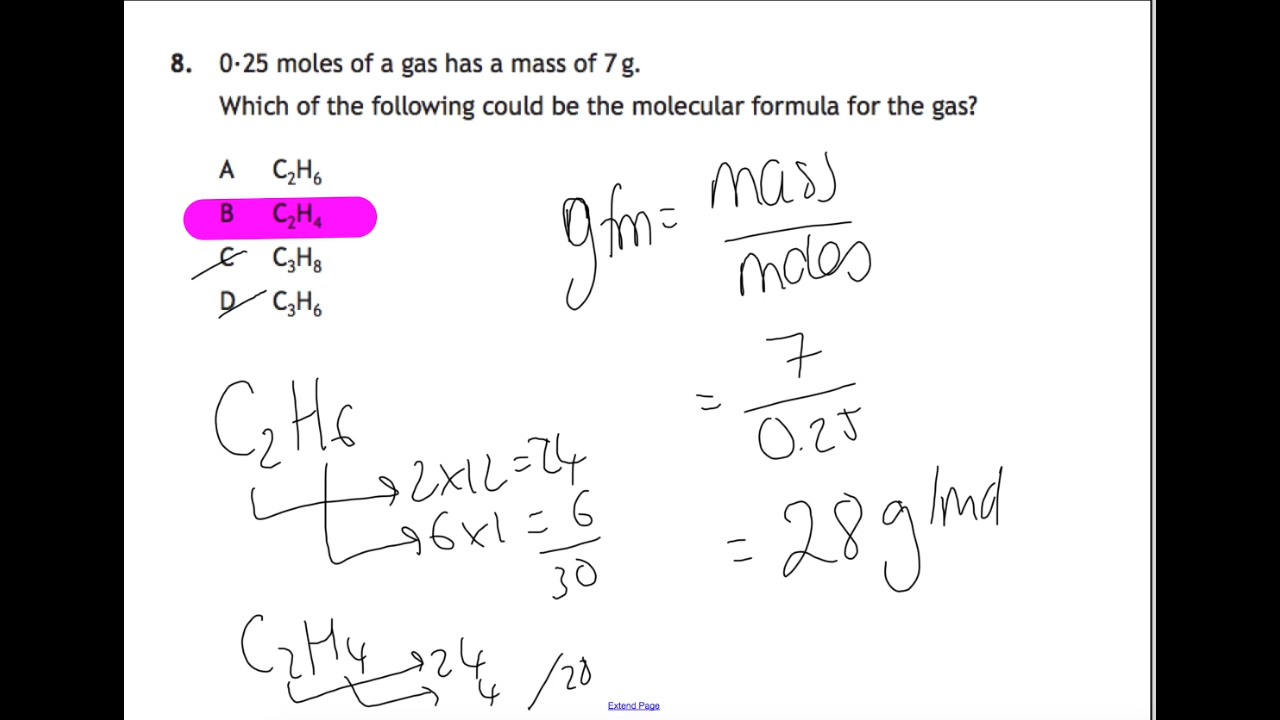 8. 0·25 moles of a gas has a mass of 7 g.
Which of the following could be the molecular formula for the gas?
A C₂H₆
B C₂H₄
C C₃H₈
D C₃H₆
gfm = mass
moles
= 7
0.25
= 28 g/mol
C₂H₆
2×12=24
6×1 = 6
30
C₂H₄ 24
4 /28
Extend Page